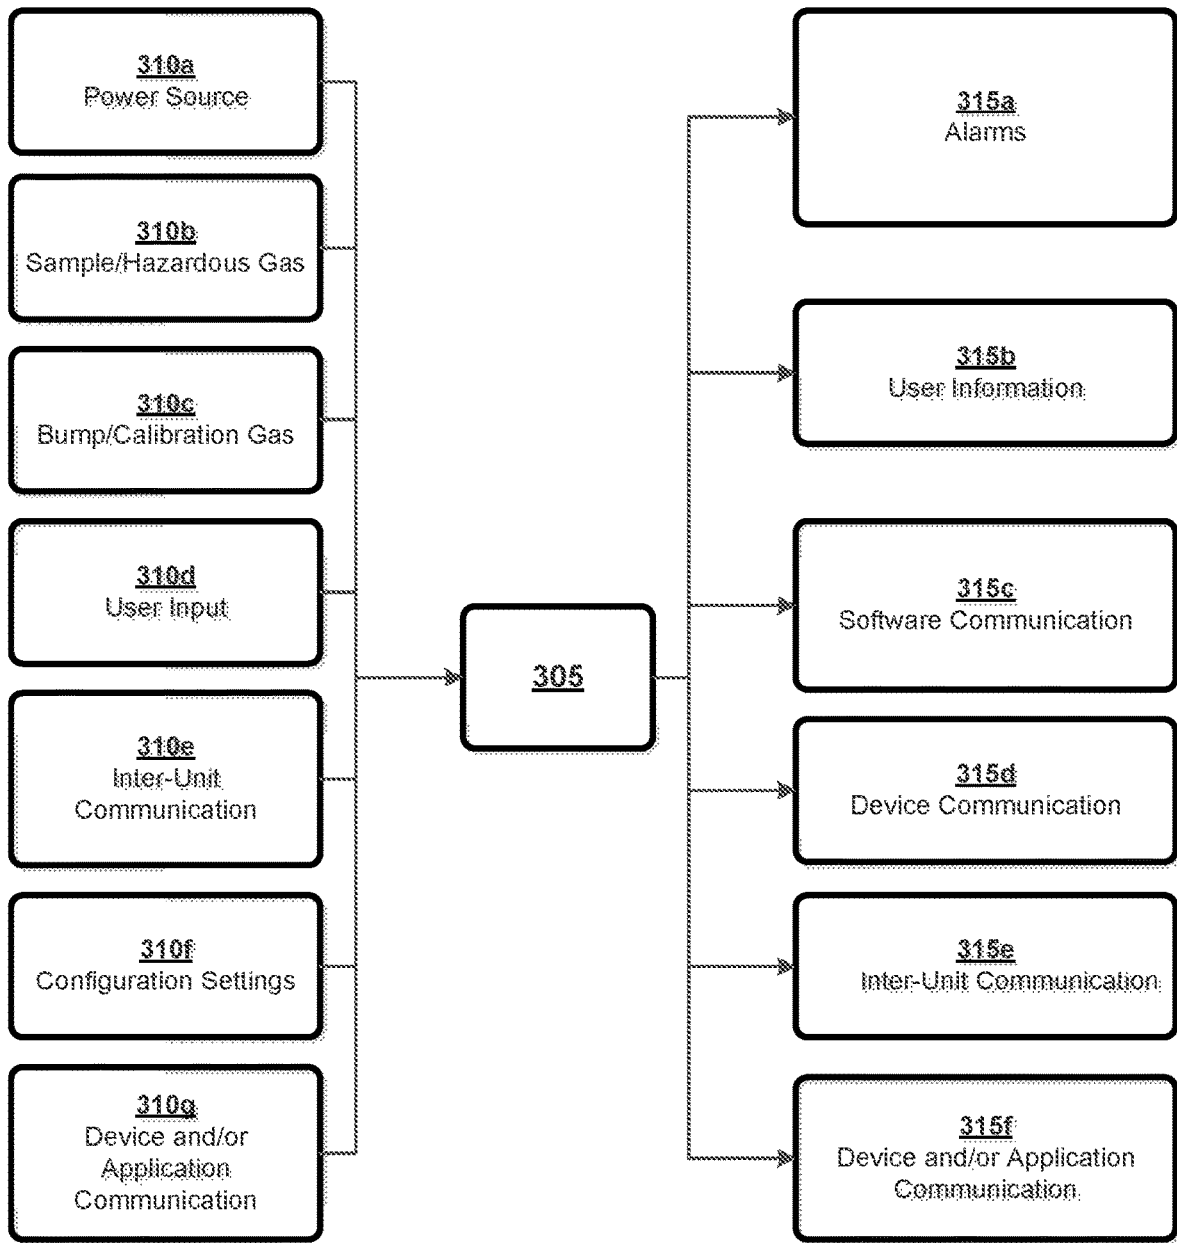 310a
Power Source
310b
Sample/Hazardous Gas
310c
Bump/Calibration Gas
310d
User Input
310e
Inter-Unit
Communication
310f
Configuration Settings
310g
Device and/or
Application
Communication
305
315a
Alarms
315b
User Information
315c
Software Communication
315d
Device Communication
315e
Inter-Unit Communication
315f
Device and/or Application
Communication